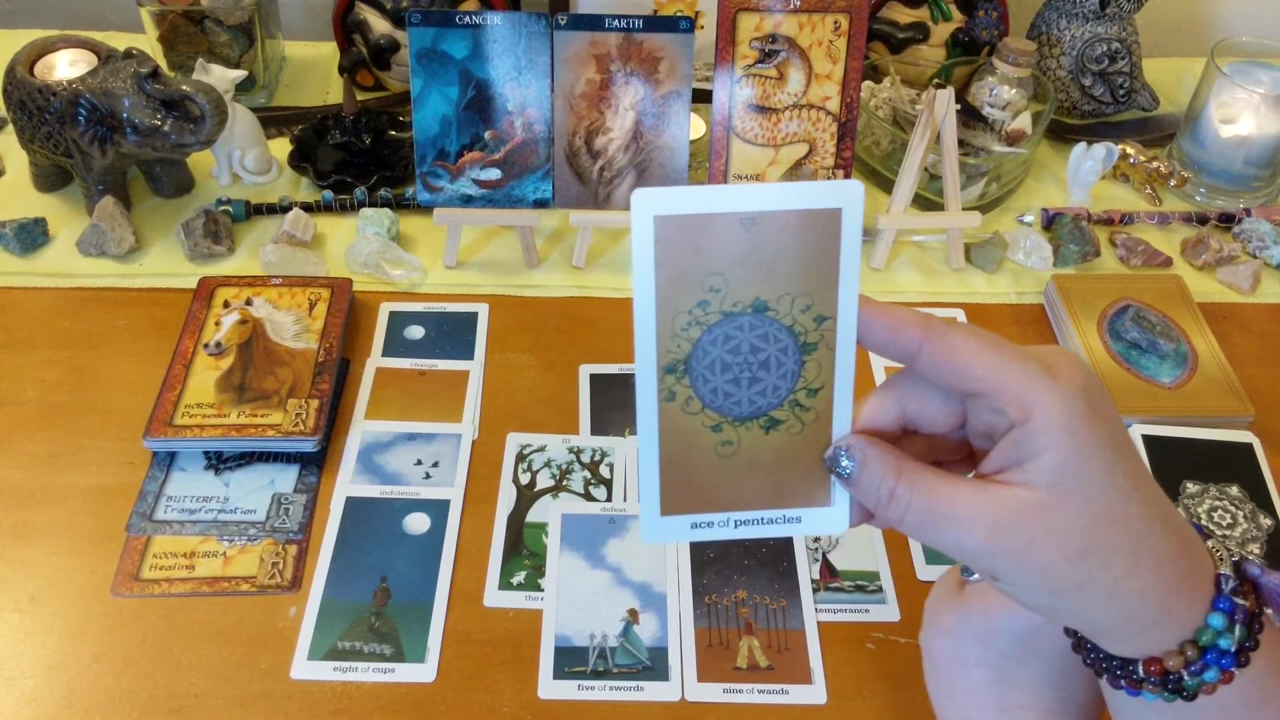 CANCER
EARTH
26
14
SNAKE
20
HORSE
Personal Power
BUTTERFLY
Transformation
KOOKABURRA
Healing
satiety
change
indolence
eight of cups
III
the
defeat
five of swords
nine of wands
temperance
ace of pentacles